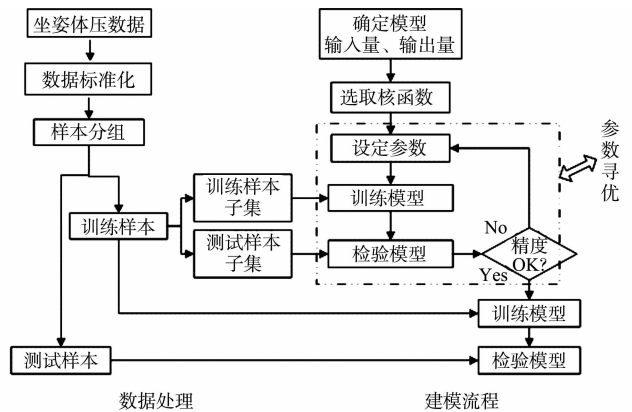 坐姿体压数据
数据标准化
样本分组
训练样本
训练样本
子集
测试样本
子集
测试样本
数据处理
确定模型
输入量、输出量
选取核函数
设定参数
训练模型
检验模型
No
精度
OK?
Yes
参数寻优
训练模型
检验模型
建模流程